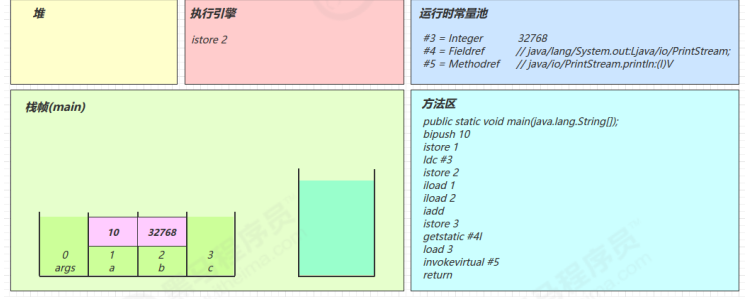 堆
执行引擎
istore 2
运行时常量池
#3 = Integer 32768
#4 = Fieldref // java/lang/System.out:Ljava/io/PrintStream;
#5 = Methodref // java/io/PrintStream.println:(I)V
栈帧(main)
10 32768
0 1 2 3
args a b c
方法区
public static void main(java.lang.String[]);
bipush 10
istore 1
ldc #3
istore 2
iload 1
iload 2
iadd
istore 3
getstatic #4I
load 3
invokevirtual #5
return